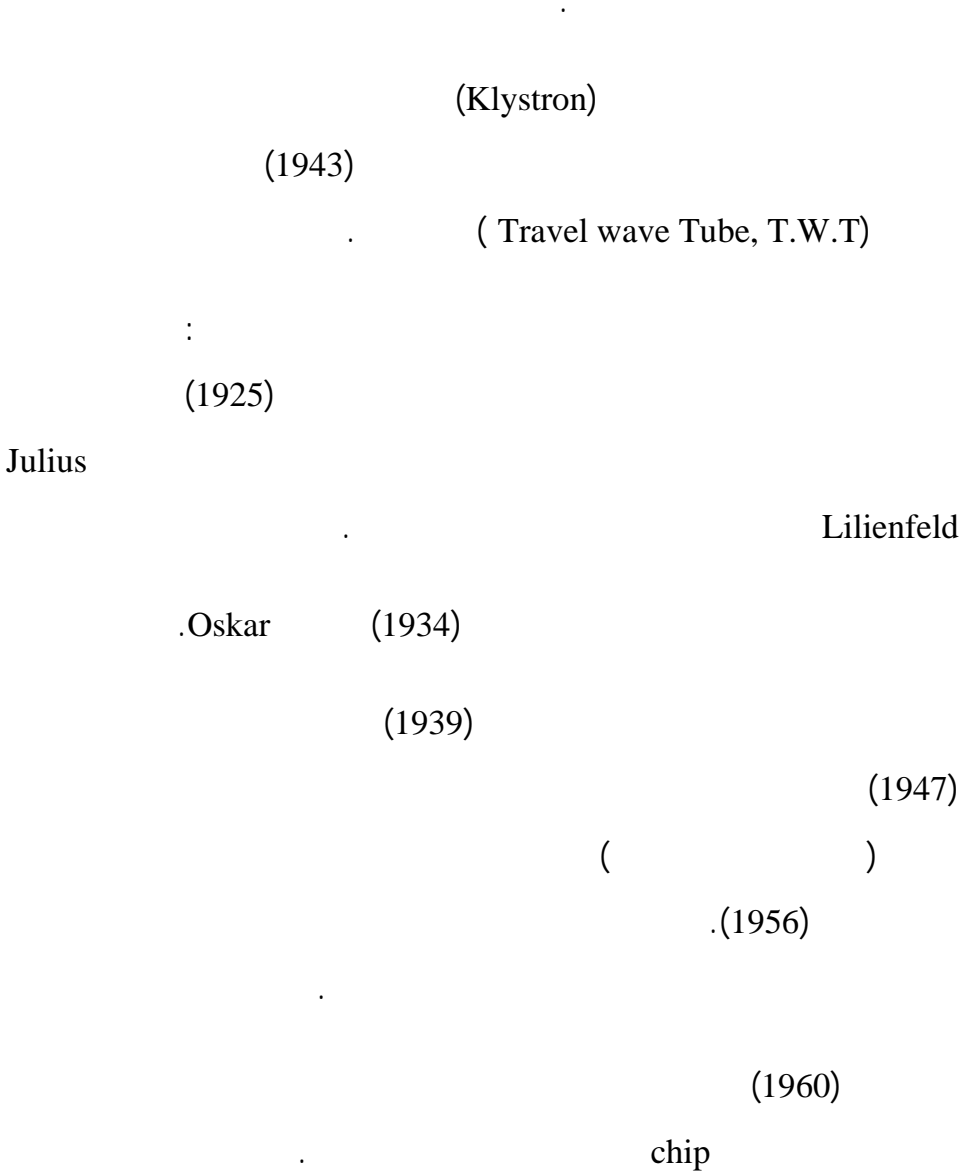 .
(Klystron)
(1943)
. ( Travel wave Tube, T.W.T)
:
(1925)
Julius
. Lilienfeld
.Oskar (1934)
(1939)
(1947)
( )
.(1956)
.
(1960)
. chip